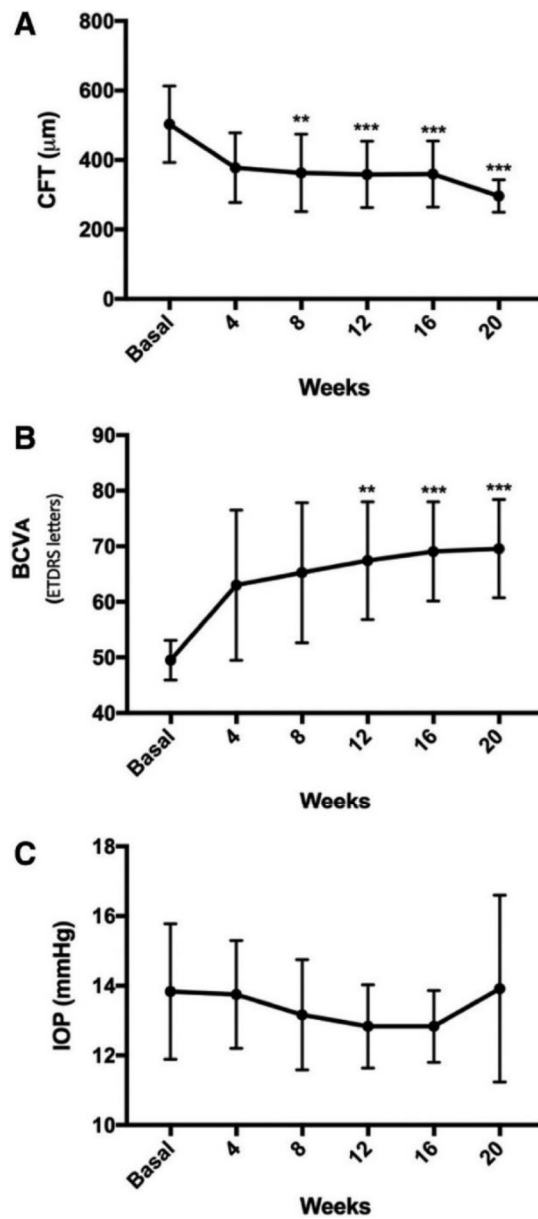 A
800
600
400
200
0
CFT (μm)
** *** *** ***
Basal 4 8 12 16 20
Weeks
B
90
80
70
60
50
40
BCVA
(ETDRS letters)
** *** ***
Basal 4 8 12 16 20
Weeks
C
18
16
14
12
10
IOP (mmHg)
Basal 4 8 12 16 20
Weeks